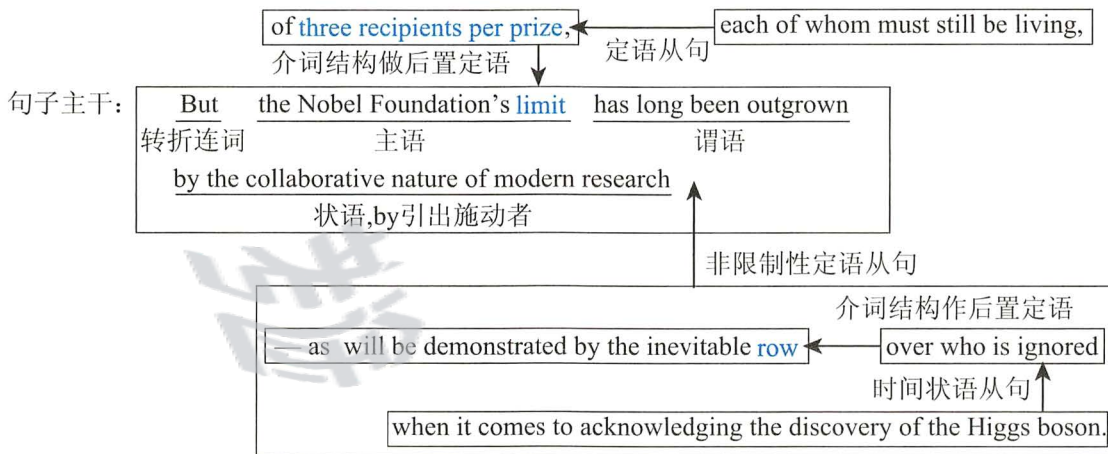 of three recipients per prize,
each of whom must still be living,
定语从句
介词结构做后置定语
句子主干:
But the Nobel Foundation's limit has long been outgrown
转折连词 主语 谓语
by the collaborative nature of modern research
状语,by引出施动者
非限制性定语从句
介词结构作后置定语
— as will be demonstrated by the inevitable row
over who is ignored
时间状语从句
when it comes to acknowledging the discovery of the Higgs boson.